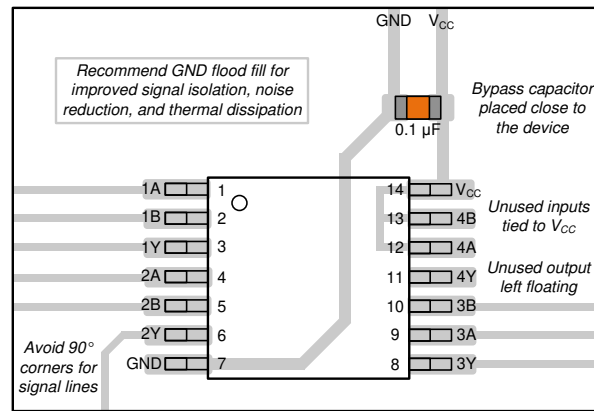 GND VCC
Recommend GND flood fill for
improved signal isolation, noise
reduction, and thermal dissipation
Bypass capacitor
placed close to
the device
0.1 μF
1A 1 14 VCC
1B 2 13 4B
1Y 3 12 4A
2A 4 11 4Y
2B 5 10 3B
2Y 6 9 3A
GND 7 8 3Y
Unused inputs
tied to VCC
Unused output
left floating
Avoid 90°
corners for
signal lines